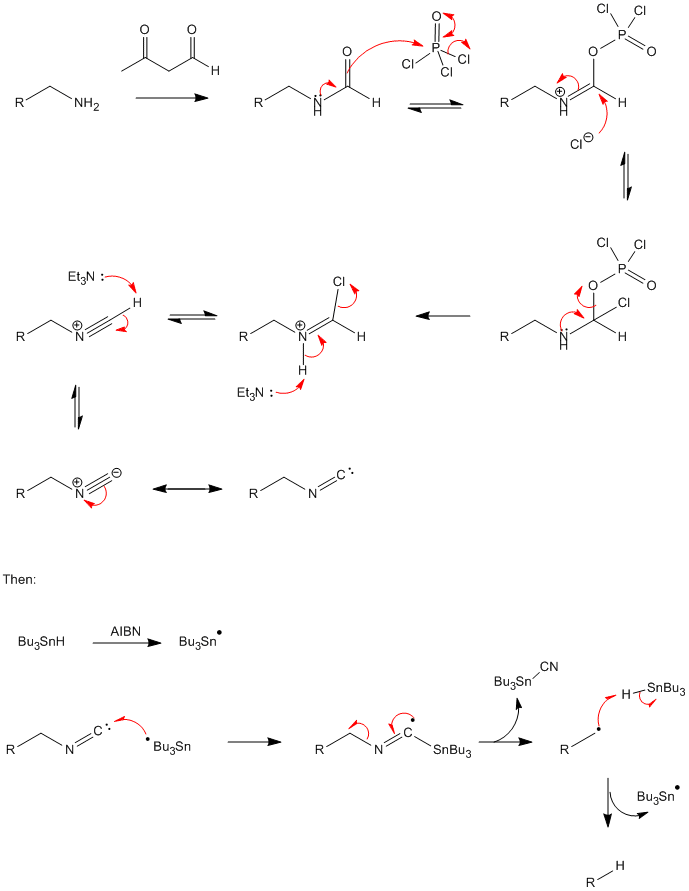 O O
H
R NH2
R N H O H
O P Cl Cl Cl
Cl Cl P O O
R N H ⊕ H
Cl⊖
Et3N :
H
R N ⊕
Cl
R N ⊕ H
H
Et3N :
Cl Cl P O O
Cl
R N H H
R N ⊕ ⊖
R N C:
Then:
Bu3SnH AIBN Bu3Sn•
R N C: •Bu3Sn
R N C• SnBu3
Bu3Sn CN
R • H SnBu3
Bu3Sn•
R H